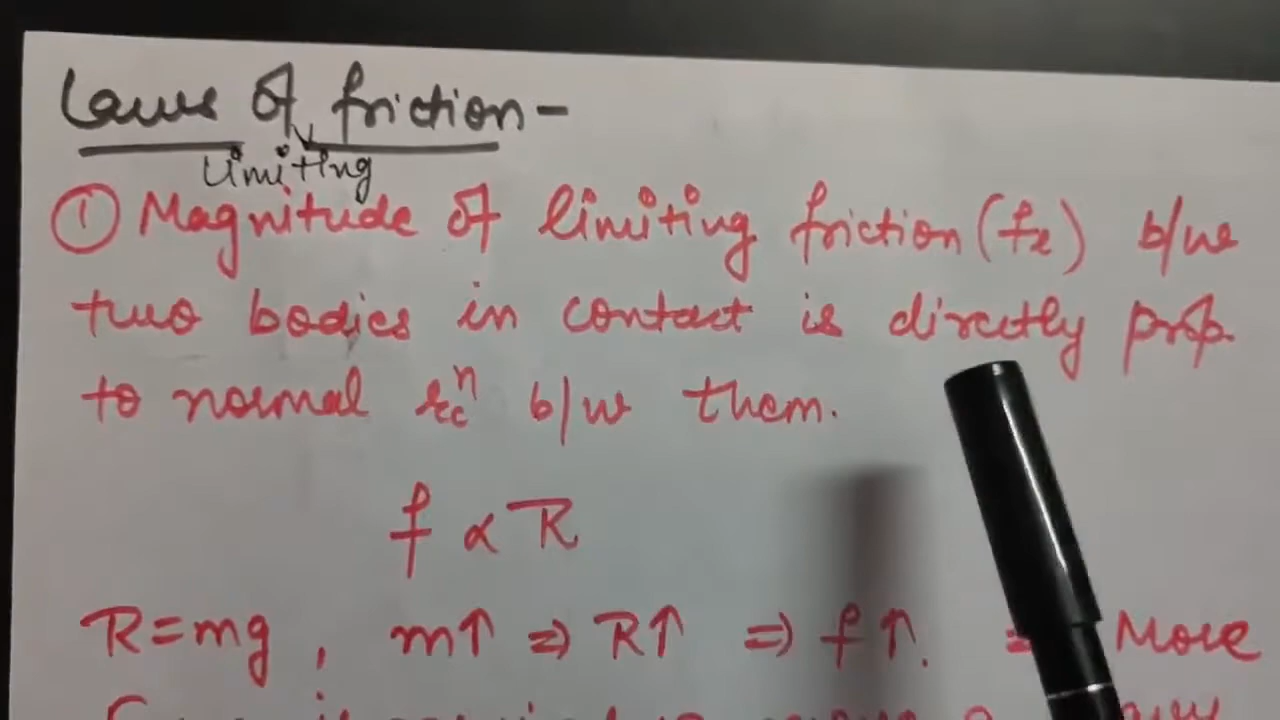 Laws of friction-
limiting
① Magnitude of limiting friction (fL) b/w
two bodies in contact is directly prop.
to normal rcⁿ b/w them.
f ∝ R
R=mg, m↑ ⇒ R↑ ⇒ f↑. More